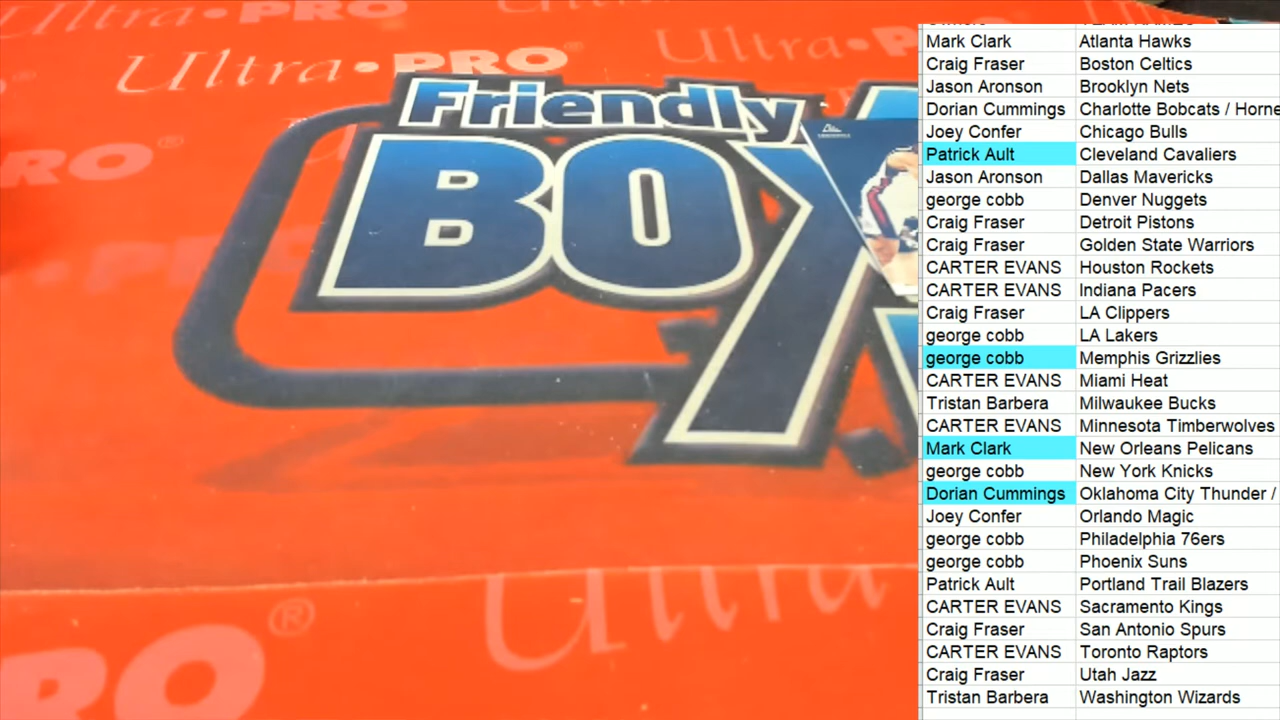 Ultra•PRO
Ultra•PRO®
Ultra•P
RO®
Friendly
BOX
Ultra
PRO®
Mark Clark Atlanta Hawks
Craig Fraser Boston Celtics
Jason Aronson Brooklyn Nets
Dorian Cummings Charlotte Bobcats / Horne
Joey Confer Chicago Bulls
Patrick Ault Cleveland Cavaliers
Jason Aronson Dallas Mavericks
george cobb Denver Nuggets
Craig Fraser Detroit Pistons
Craig Fraser Golden State Warriors
CARTER EVANS Houston Rockets
CARTER EVANS Indiana Pacers
Craig Fraser LA Clippers
george cobb LA Lakers
george cobb Memphis Grizzlies
CARTER EVANS Miami Heat
Tristan Barbera Milwaukee Bucks
CARTER EVANS Minnesota Timberwolves
Mark Clark New Orleans Pelicans
george cobb New York Knicks
Dorian Cummings Oklahoma City Thunder /
Joey Confer Orlando Magic
george cobb Philadelphia 76ers
george cobb Phoenix Suns
Patrick Ault Portland Trail Blazers
CARTER EVANS Sacramento Kings
Craig Fraser San Antonio Spurs
CARTER EVANS Toronto Raptors
Craig Fraser Utah Jazz
Tristan Barbera Washington Wizards